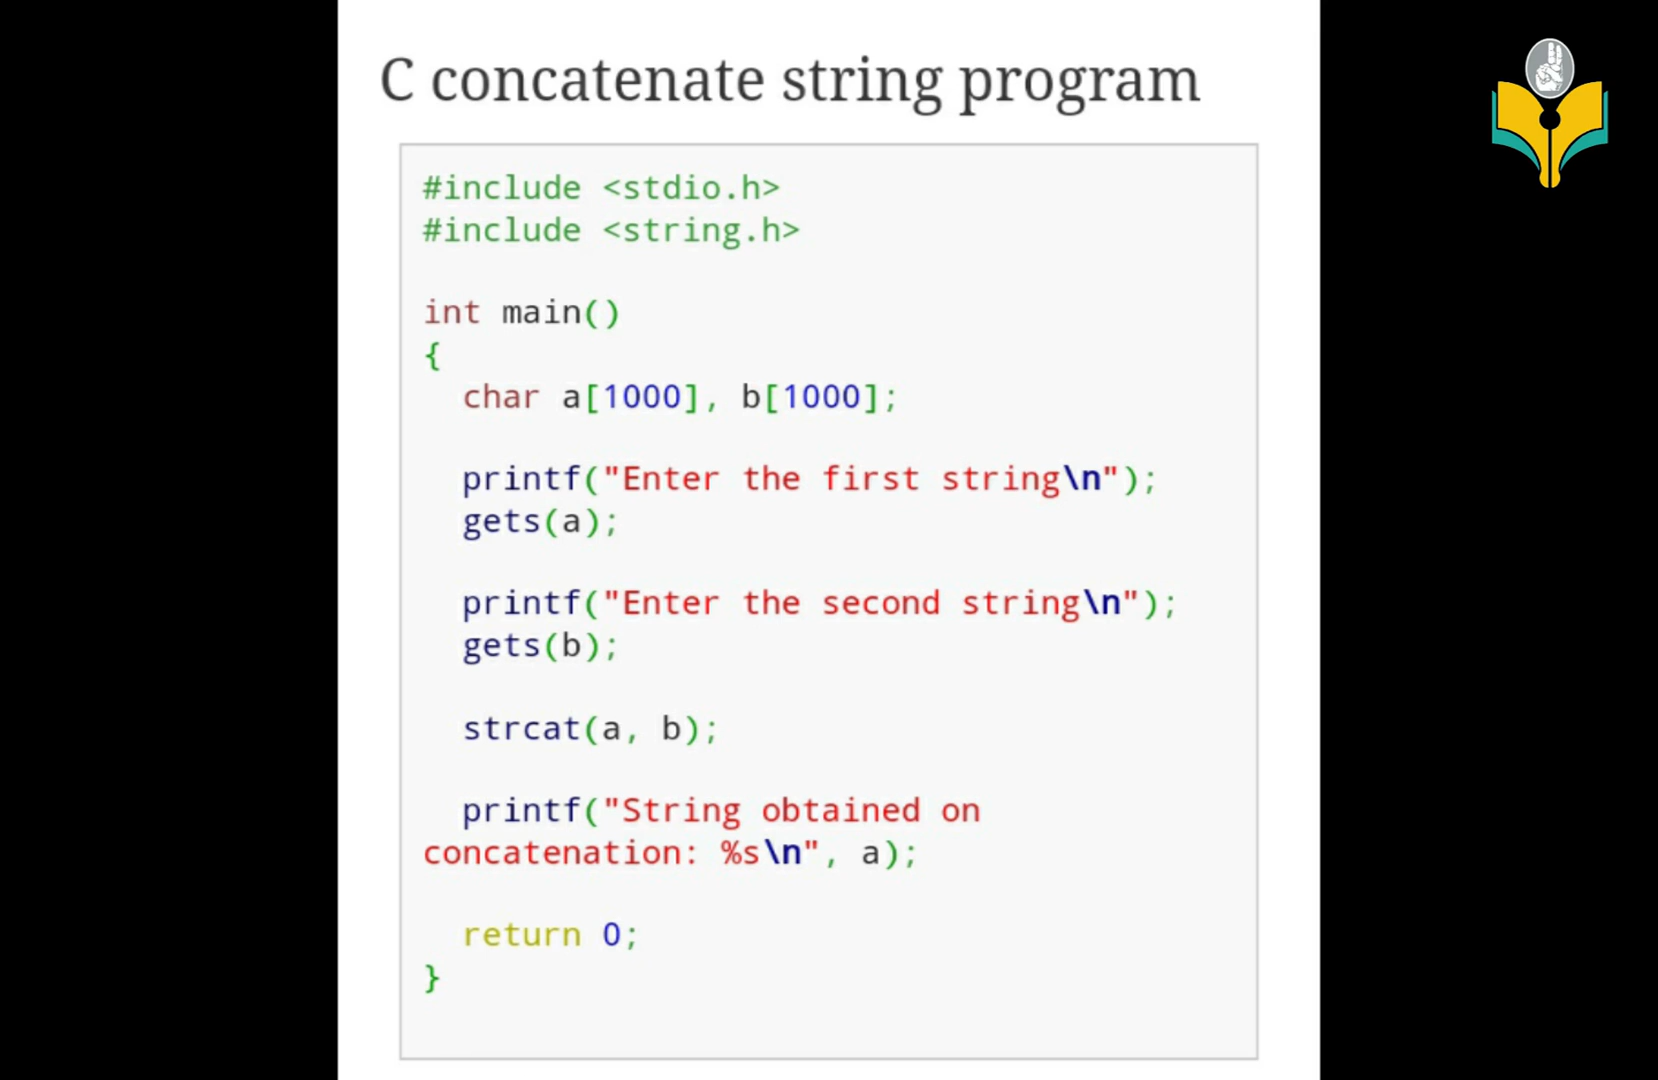 C concatenate string program
#include <stdio.h>
#include <string.h>
int main()
{
char a[1000], b[1000];
printf("Enter the first string\n");
gets(a);
printf("Enter the second string\n");
gets(b);
strcat(a, b);
printf("String obtained on
concatenation: %s\n", a);
return 0;
}